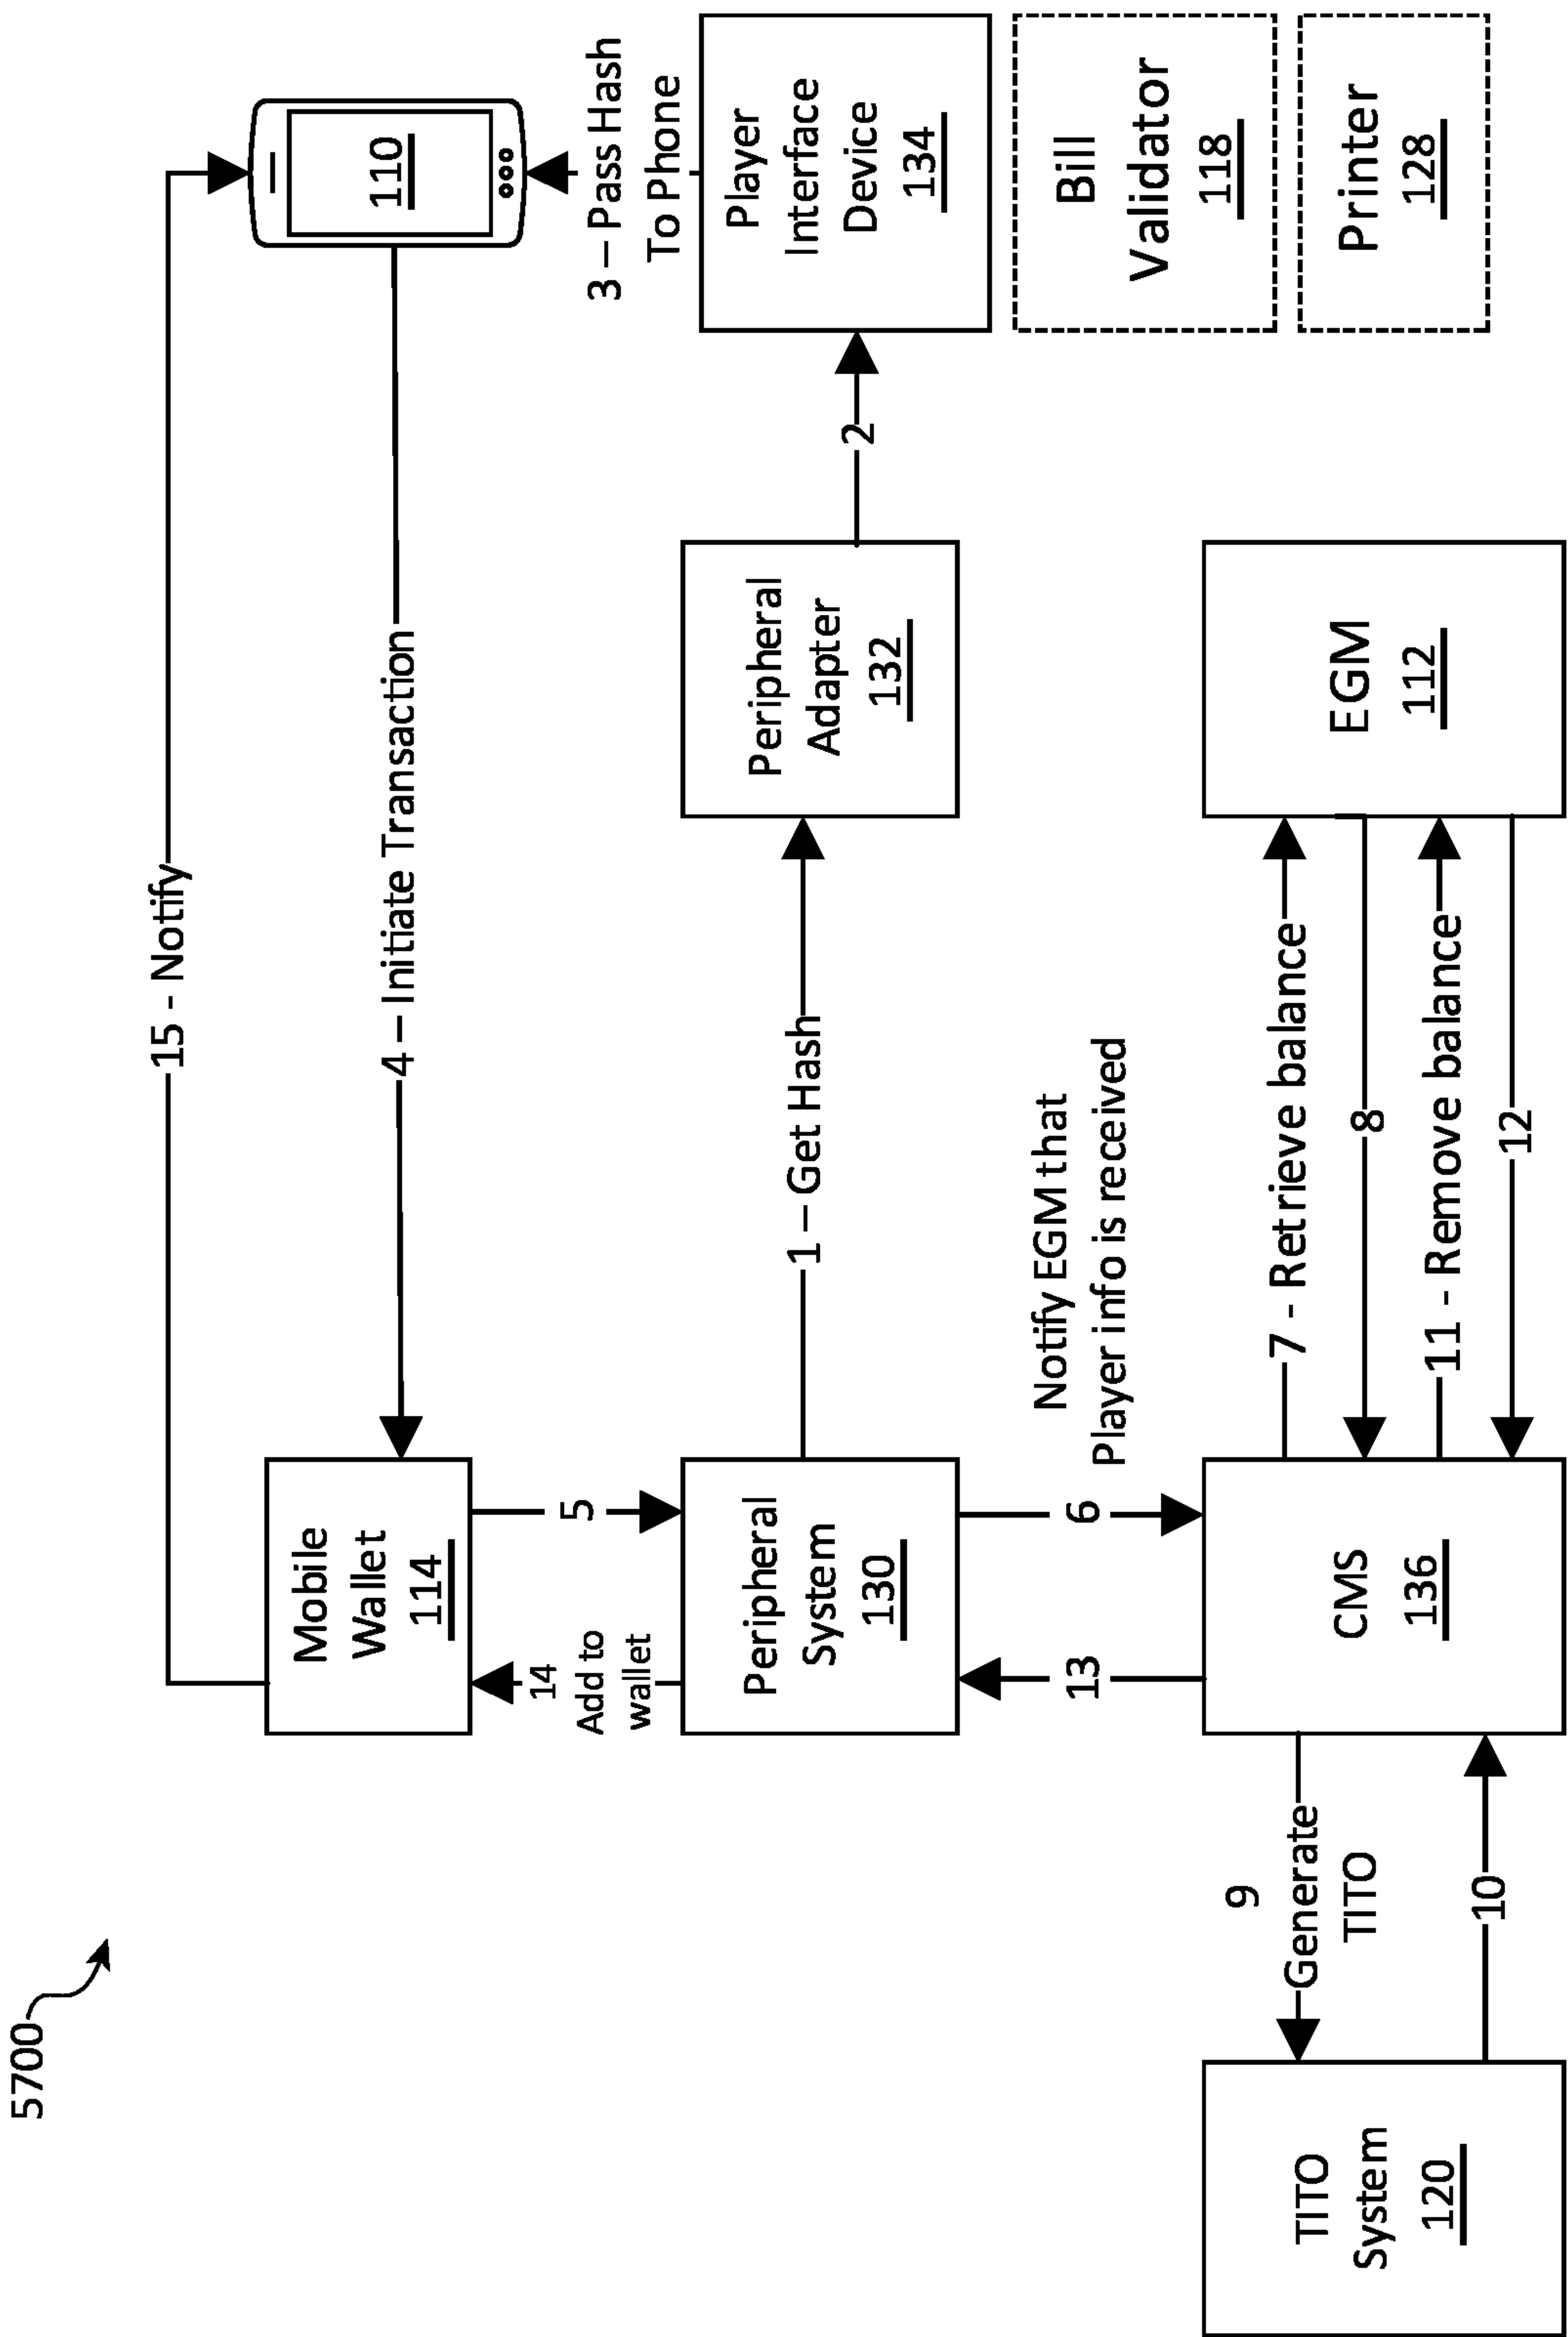 5700
15 - Notify
110
4 – Initiate Transaction
3 – Pass Hash
To Phone
Mobile
Wallet
114
5
14
Add to
wallet
Peripheral
System
130
1 – Get Hash
Peripheral
Adapter
132
2
Player
Interface
Device
134
6
13
Notify EGM that
Player info is received
Bill
Validator
118
Printer
128
TITO
System
120
9
Generate
TITO
10
CMS
136
7 - Retrieve balance
8
11 - Remove balance
12
EGM
112